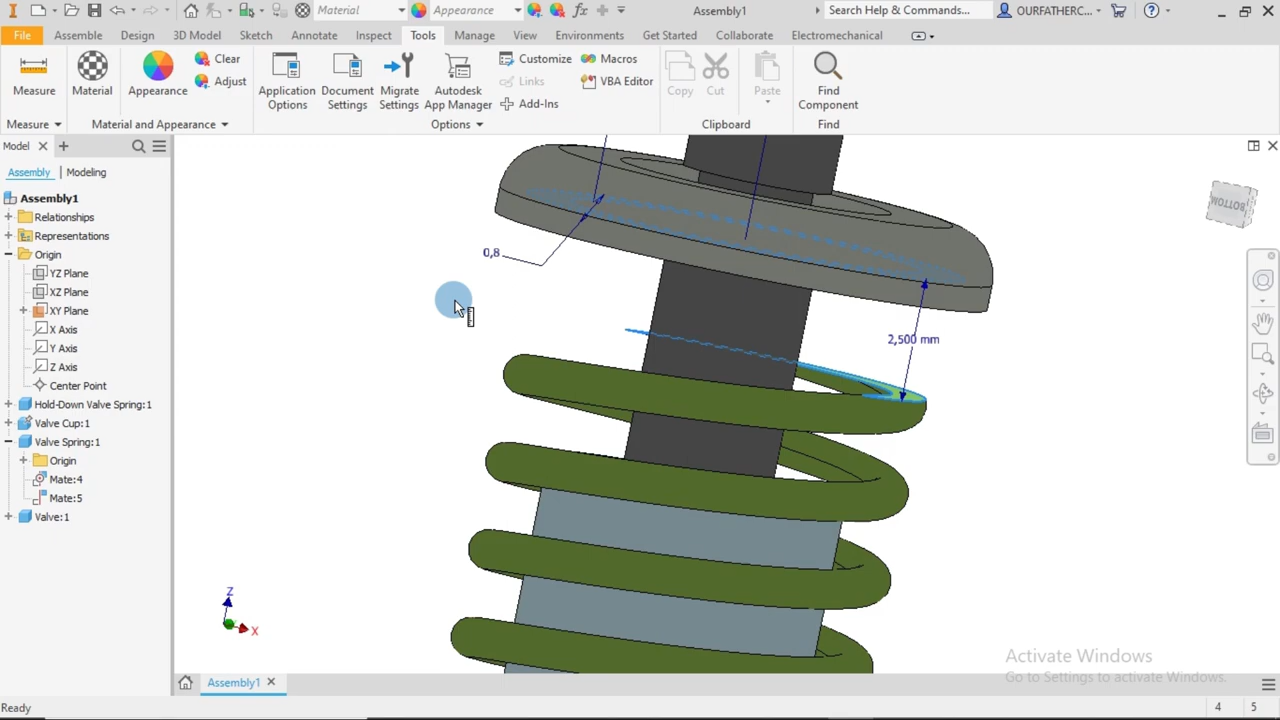 Material
Appearance
Assembly1
Search Help & Commands...
OURFATHERC...
File
Assemble
Design
3D Model
Sketch
Annotate
Inspect
Tools
Manage
View
Environments
Get Started
Collaborate
Electromechanical
Measure
Material
Appearance
Clear
Adjust
Application
Options
Document
Settings
Migrate
Settings
Autodesk
App Manager
Customize
Links
Add-Ins
Macros
VBA Editor
Copy
Cut
Paste
Find
Component
Measure
Material and Appearance
Options
Clipboard
Find
Model
Assembly
Modeling
Assembly1
Relationships
Representations
Origin
YZ Plane
XZ Plane
XY Plane
X Axis
Y Axis
Z Axis
Center Point
Hold-Down Valve Spring:1
Valve Cup:1
Valve Spring:1
Origin
Mate:4
Mate:5
Valve:1
0,8
2,500 mm
BOTTOM
Z
X
Activate Windows
Go to Settings to activate Windows.
Assembly1
Ready
4
5